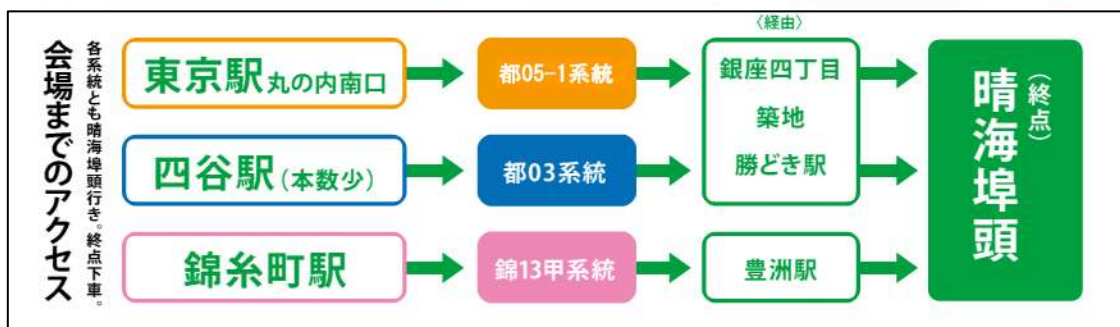 会場までのアクセス
各系統とも晴海埠頭行き。終点下車。
東京駅丸の内南口
都05-1系統
四谷駅(本数少)
都03系統
錦糸町駅
錦13甲系統
〈経由〉
銀座四丁目
築地
勝どき駅
豊洲駅
晴海埠頭
(終点)